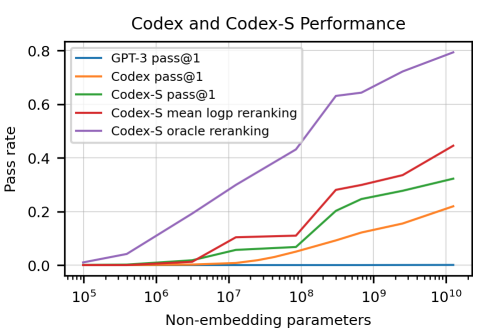 Codex and Codex-S Performance
Pass rate
0.8
0.6
0.4
0.2
0.0
GPT-3 pass@1
Codex pass@1
Codex-S pass@1
Codex-S mean logp reranking
Codex-S oracle reranking
10^5 10^6 10^7 10^8 10^9 10^10
Non-embedding parameters